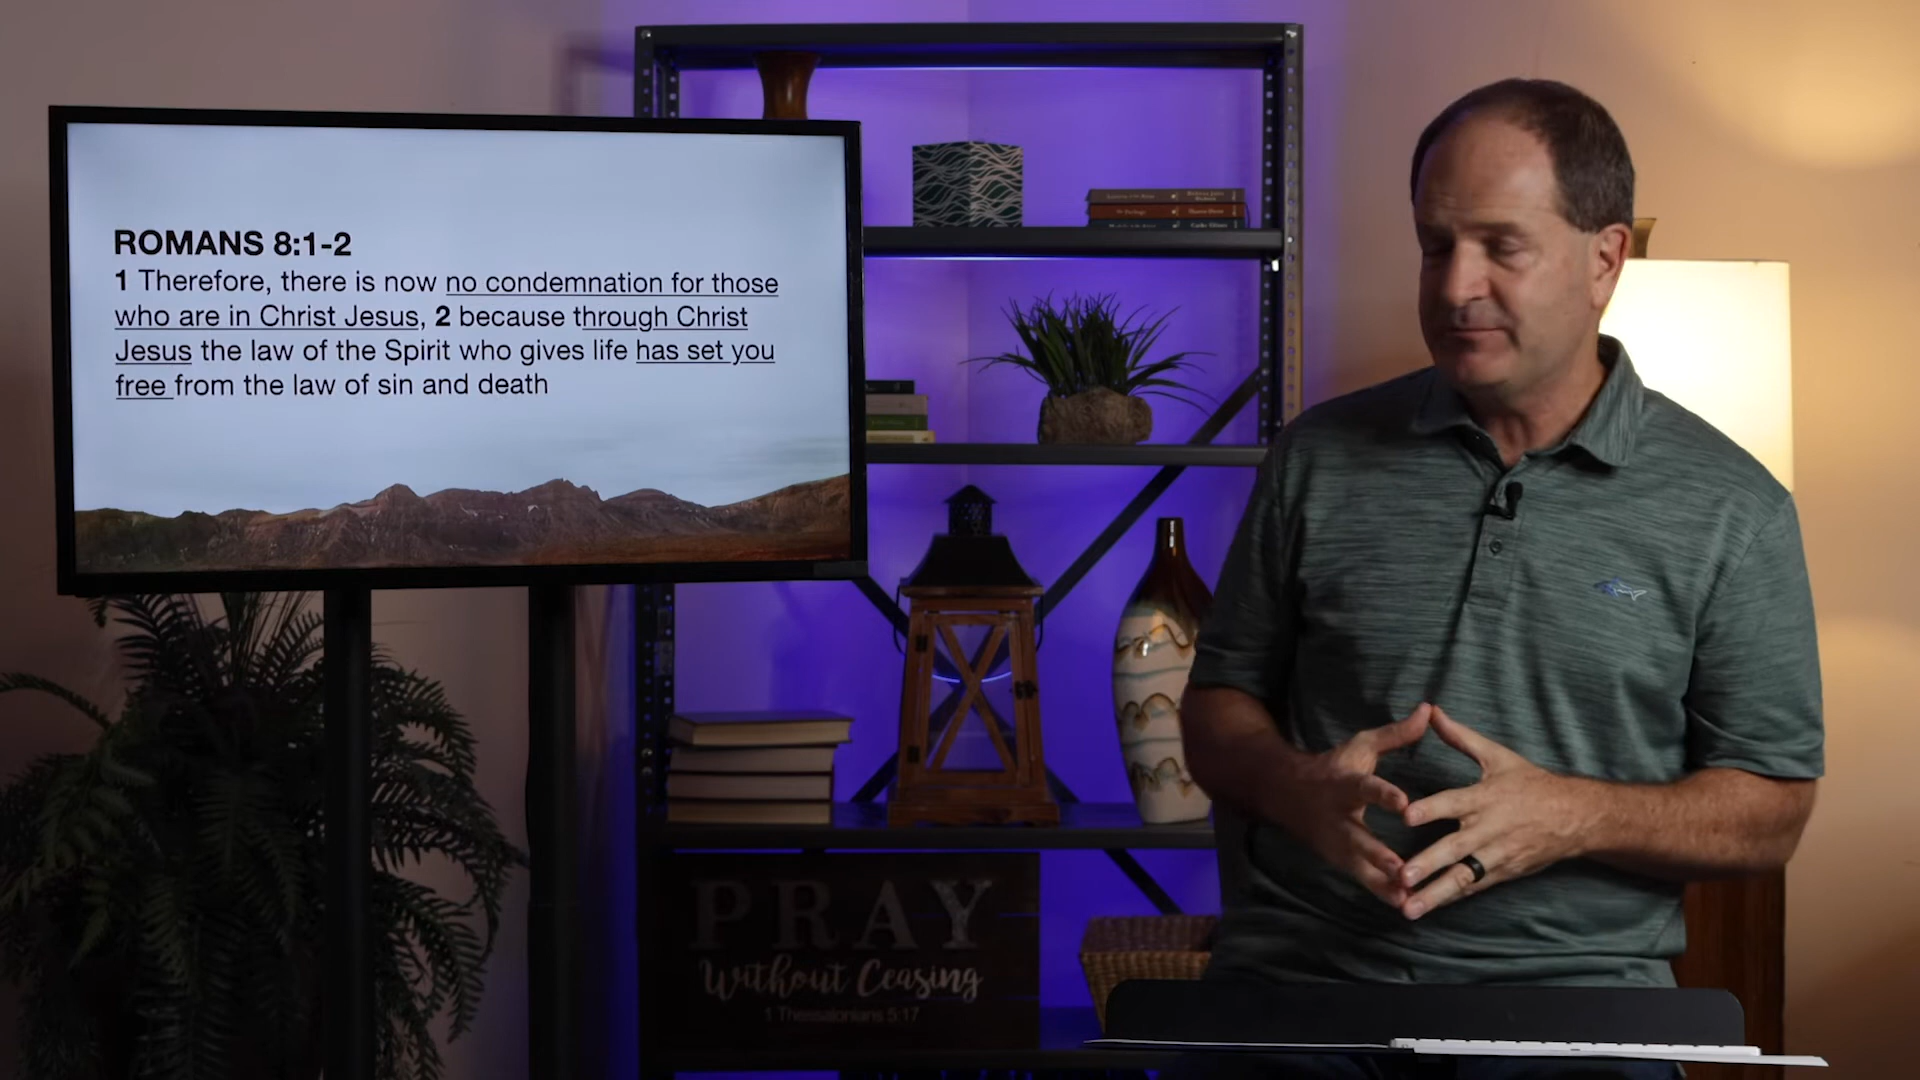 ROMANS 8:1-2
1 Therefore, there is now no condemnation for those
who are in Christ Jesus, 2 because through Christ
Jesus the law of the Spirit who gives life has set you
free from the law of sin and death
PRAY
Without Ceasing
1 Thessalonians 5:17